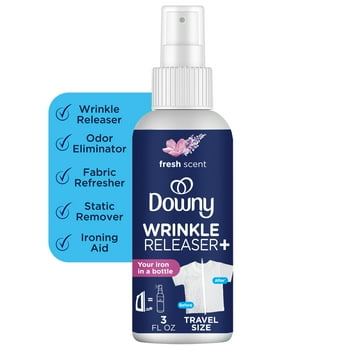 Wrinkle
Releaser
Odor
Eliminator
Fabric
Refresher
Static
Remover
Ironing
Aid
fresh scent
Downy
WRINKLE
RELEASER+
Your iron
in a bottle
Before
After
=
3
FL OZ
TRAVEL
SIZE